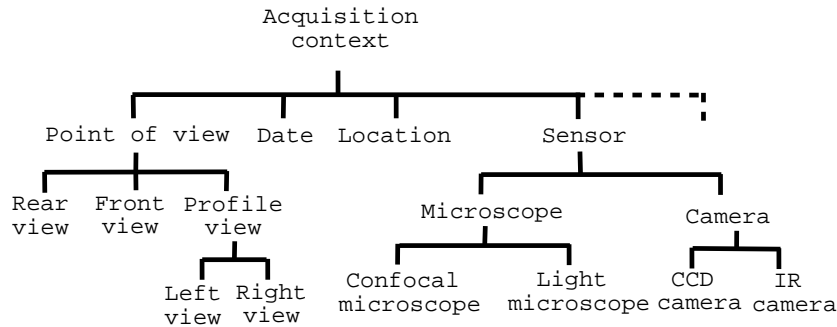 Acquisition
context
Point of view Date Location Sensor
Rear Front Profile
view view view
Microscope Camera
Left Right
view view
Confocal Light CCD IR
microscope microscope camera camera